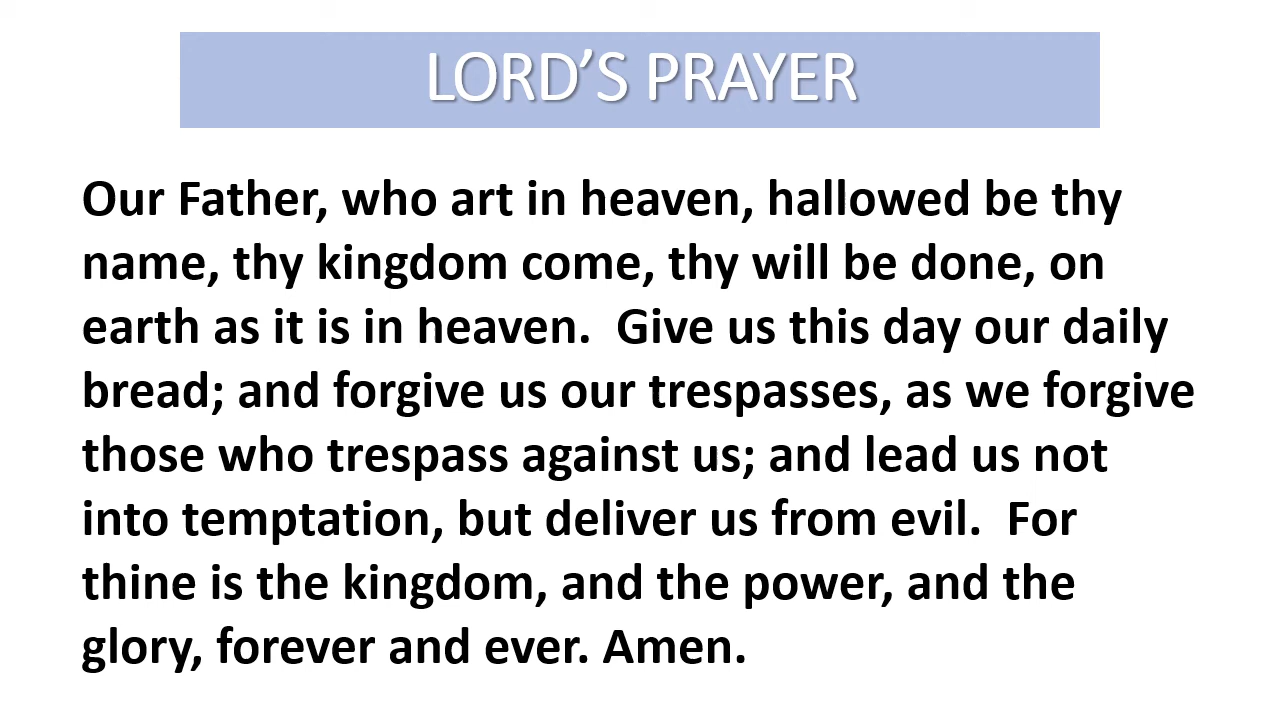 LORD’S PRAYER
Our Father, who art in heaven, hallowed be thy
name, thy kingdom come, thy will be done, on
earth as it is in heaven.  Give us this day our daily
bread; and forgive us our trespasses, as we forgive
those who trespass against us; and lead us not
into temptation, but deliver us from evil.  For
thine is the kingdom, and the power, and the
glory, forever and ever. Amen.